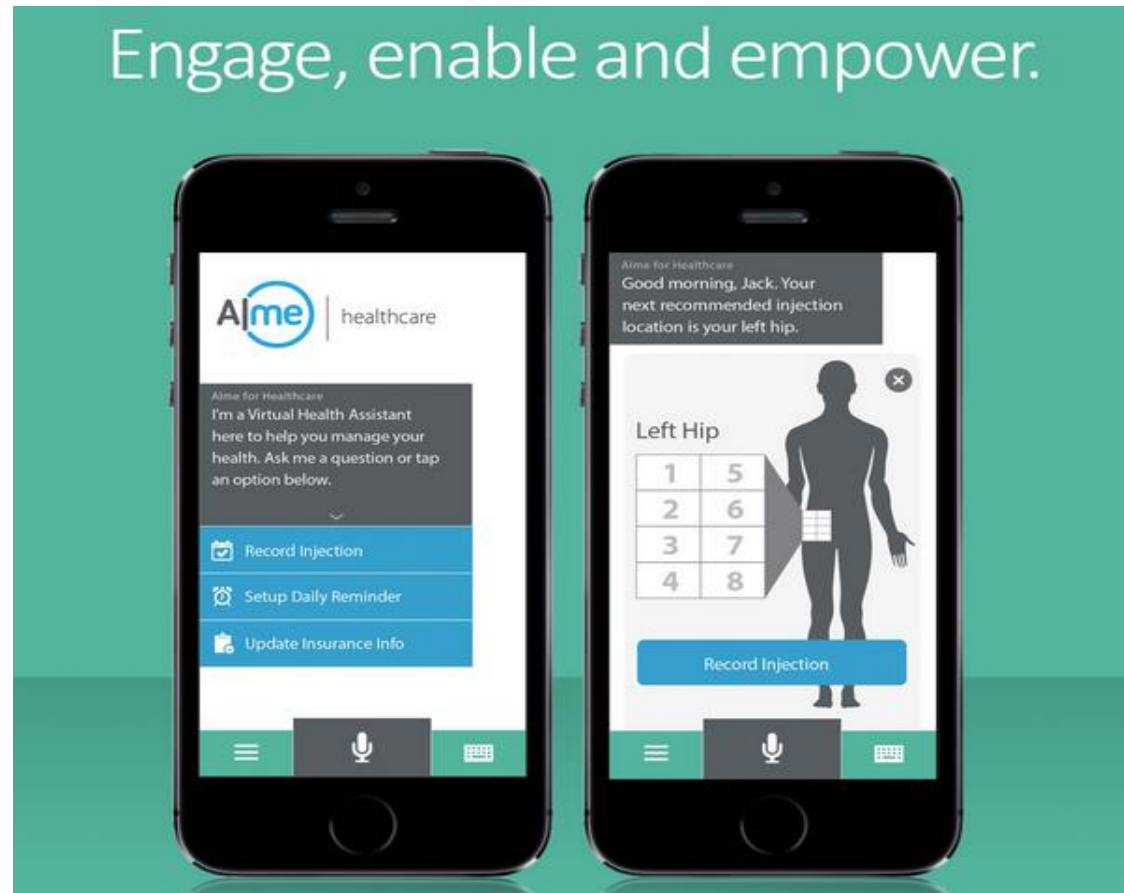 Engage, enable and empower.
AIme healthcare
AIme for Healthcare
I'm a Virtual Health Assistant
here to help you manage your
health. Ask me a question or tap
an option below.
Record Injection
Setup Daily Reminder
Update Insurance Info
AIme for Healthcare
Good morning, Jack. Your
next recommended injection
location is your left hip.
Left Hip
1 5
2 6
3 7
4 8
Record Injection